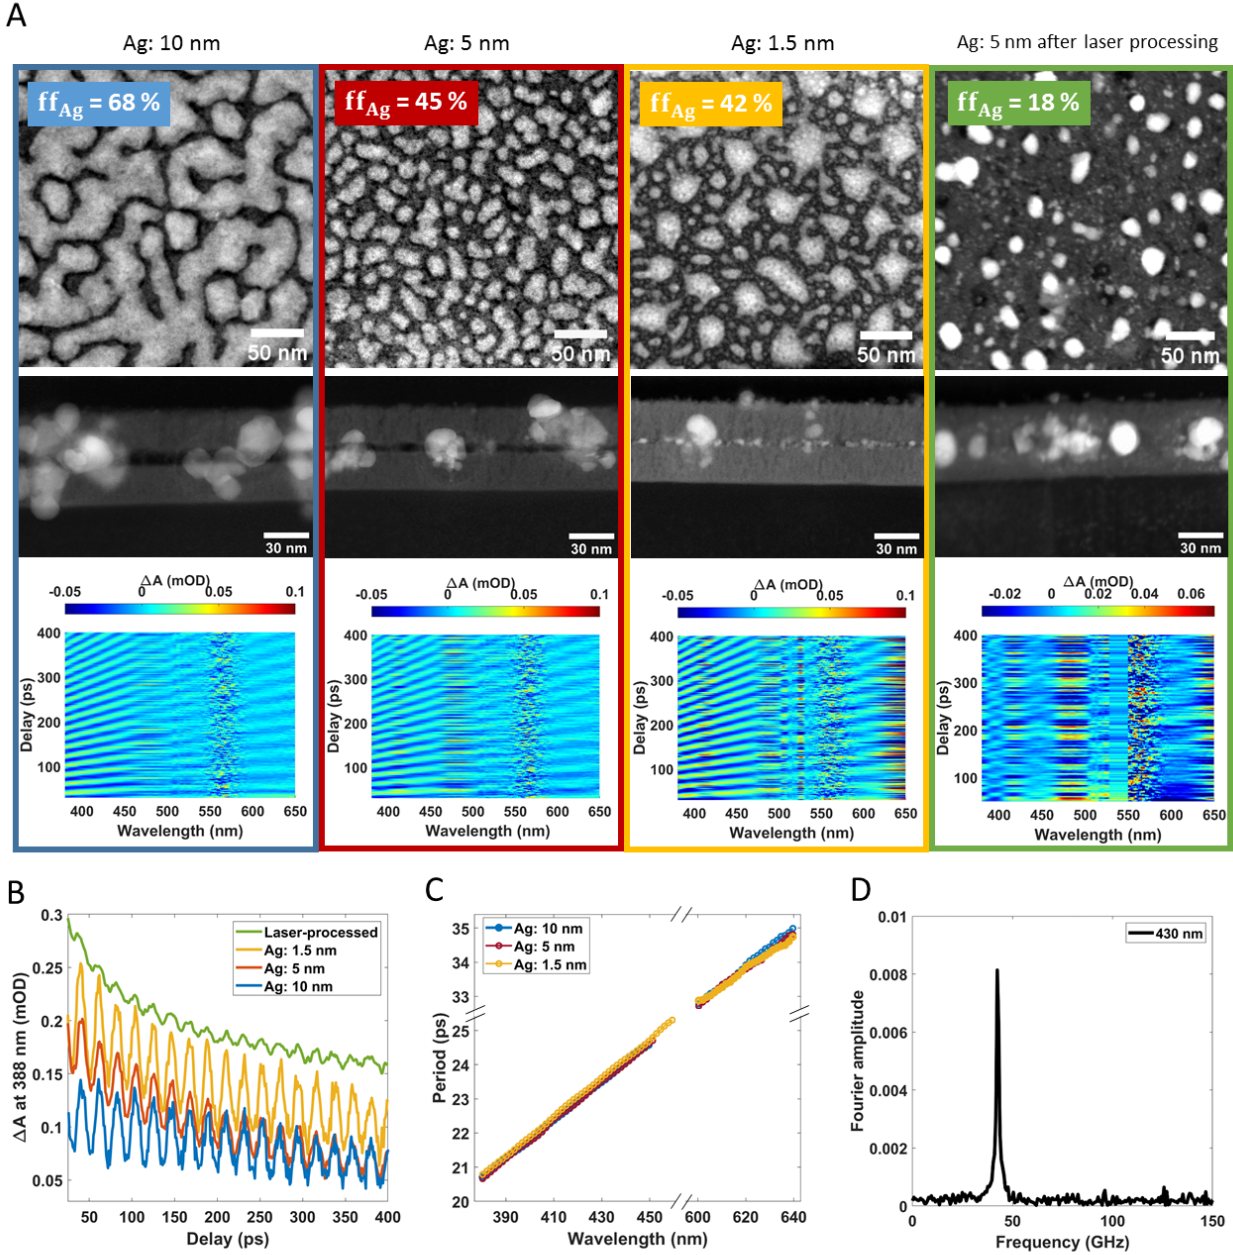 A
Ag: 10 nm
Ag: 5 nm
Ag: 1.5 nm
Ag: 5 nm after laser processing
ffAg = 68 %
ffAg = 45 %
ffAg = 42 %
ffAg = 18 %
50 nm
50 nm
50 nm
50 nm
30 nm
30 nm
30 nm
30 nm
ΔA (mOD)
-0.05 0 0.05 0.1
400
300
200
100
Delay (ps)
400 450 500 550 600 650
Wavelength (nm)
ΔA (mOD)
-0.05 0 0.05 0.1
400
300
200
100
Delay (ps)
400 450 500 550 600 650
Wavelength (nm)
ΔA (mOD)
-0.05 0 0.05 0.1
400
300
200
100
Delay (ps)
400 450 500 550 600 650
Wavelength (nm)
ΔA (mOD)
-0.02 0 0.02 0.04 0.06
400
300
200
100
Delay (ps)
400 450 500 550 600 650
Wavelength (nm)
B
0.3
0.25
0.2
0.15
0.1
0.05
ΔA at 388 nm (mOD)
Laser-processed
Ag: 1.5 nm
Ag: 5 nm
Ag: 10 nm
50 100 150 200 250 300 350 400
Delay (ps)
C
35
34
33
25
24
23
22
21
20
Period (ps)
Ag: 10 nm
Ag: 5 nm
Ag: 1.5 nm
390 410 430 450 600 620 640
Wavelength (nm)
D
0.01
0.008
0.006
0.004
0.002
0
Fourier amplitude
430 nm
0 50 100 150
Frequency (GHz)